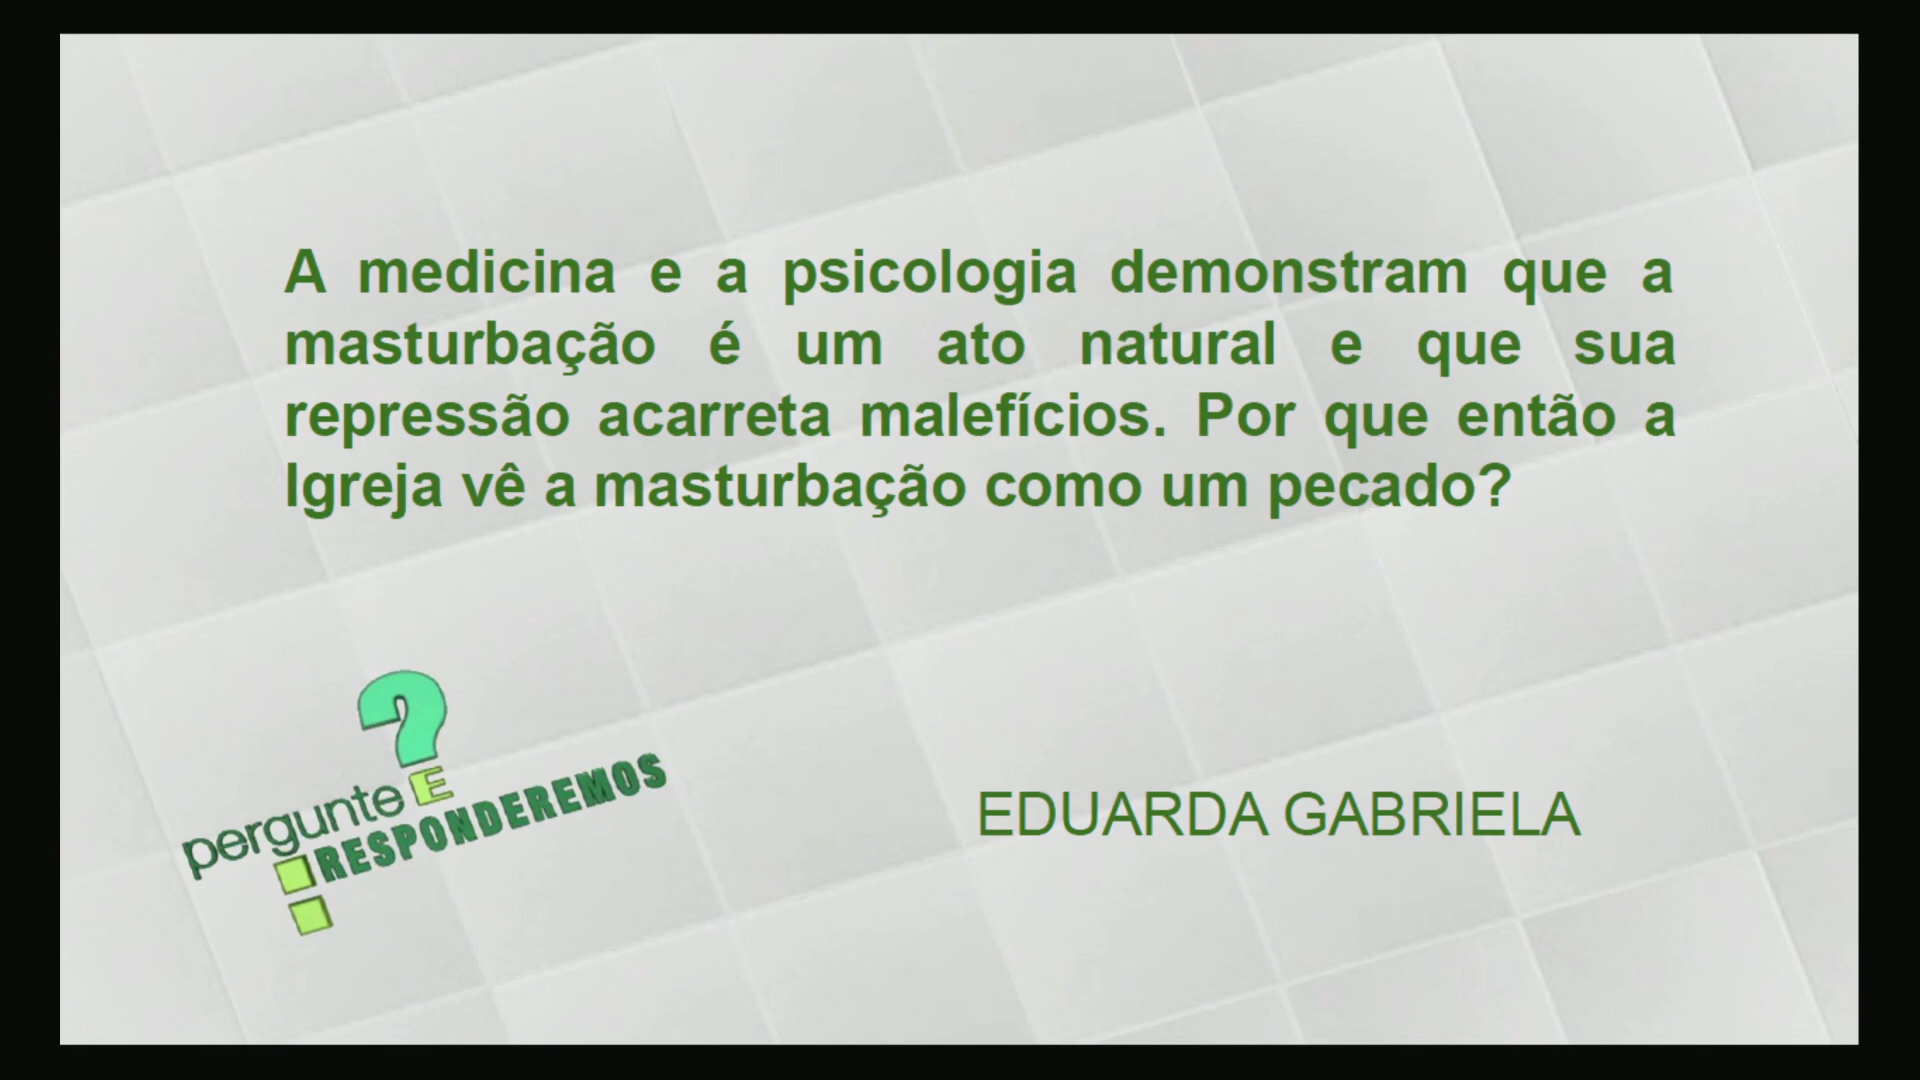 A medicina e a psicologia demonstram que a
masturbação é um ato natural e que sua
repressão acarreta malefícios. Por que então a
Igreja vê a masturbação como um pecado?
?
pergunte E
RESPONDEREMOS
EDUARDA GABRIELA